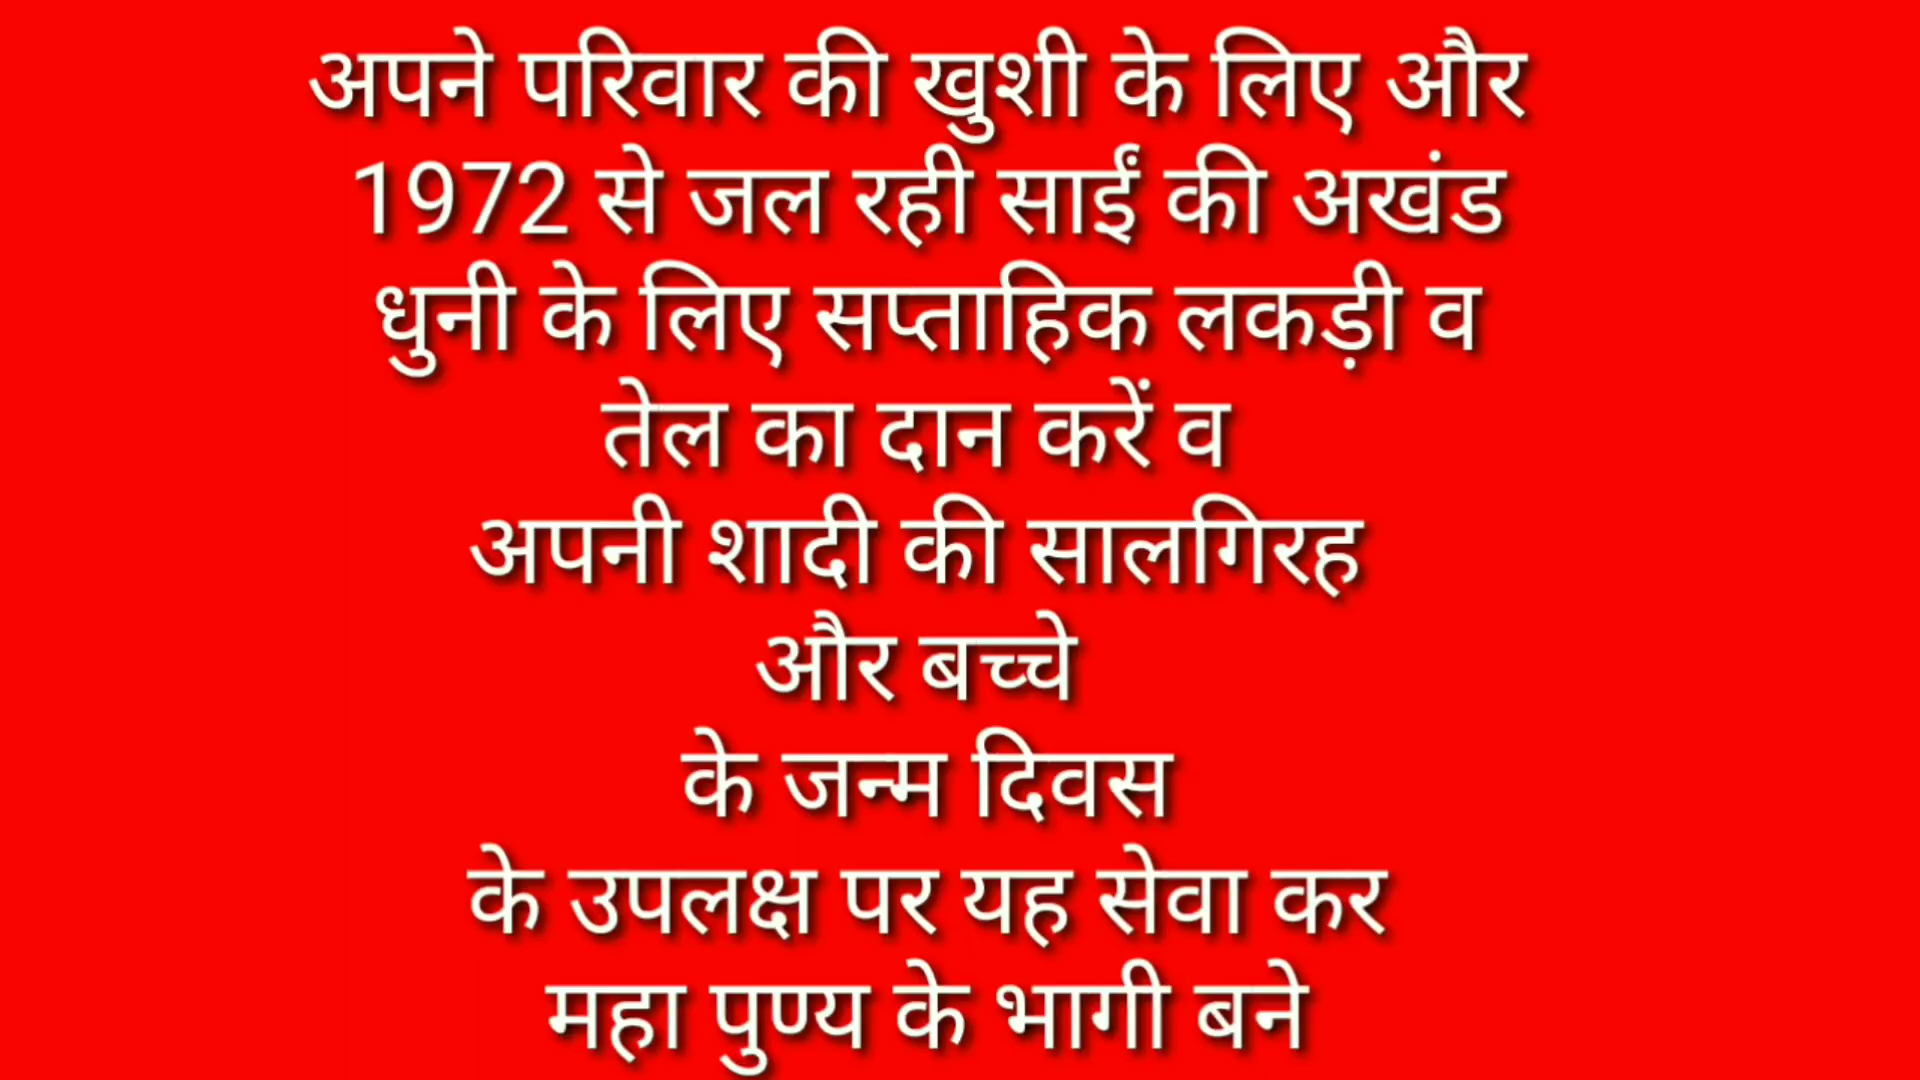 अपने परिवार की खुशी के लिए और
1972 से जल रही साईं की अखंड
धुनी के लिए सप्ताहिक लकड़ी व
तेल का दान करें व
अपनी शादी की सालगिरह
और बच्चे
के जन्म दिवस
के उपलक्ष पर यह सेवा कर
महा पुण्य के भागी बने